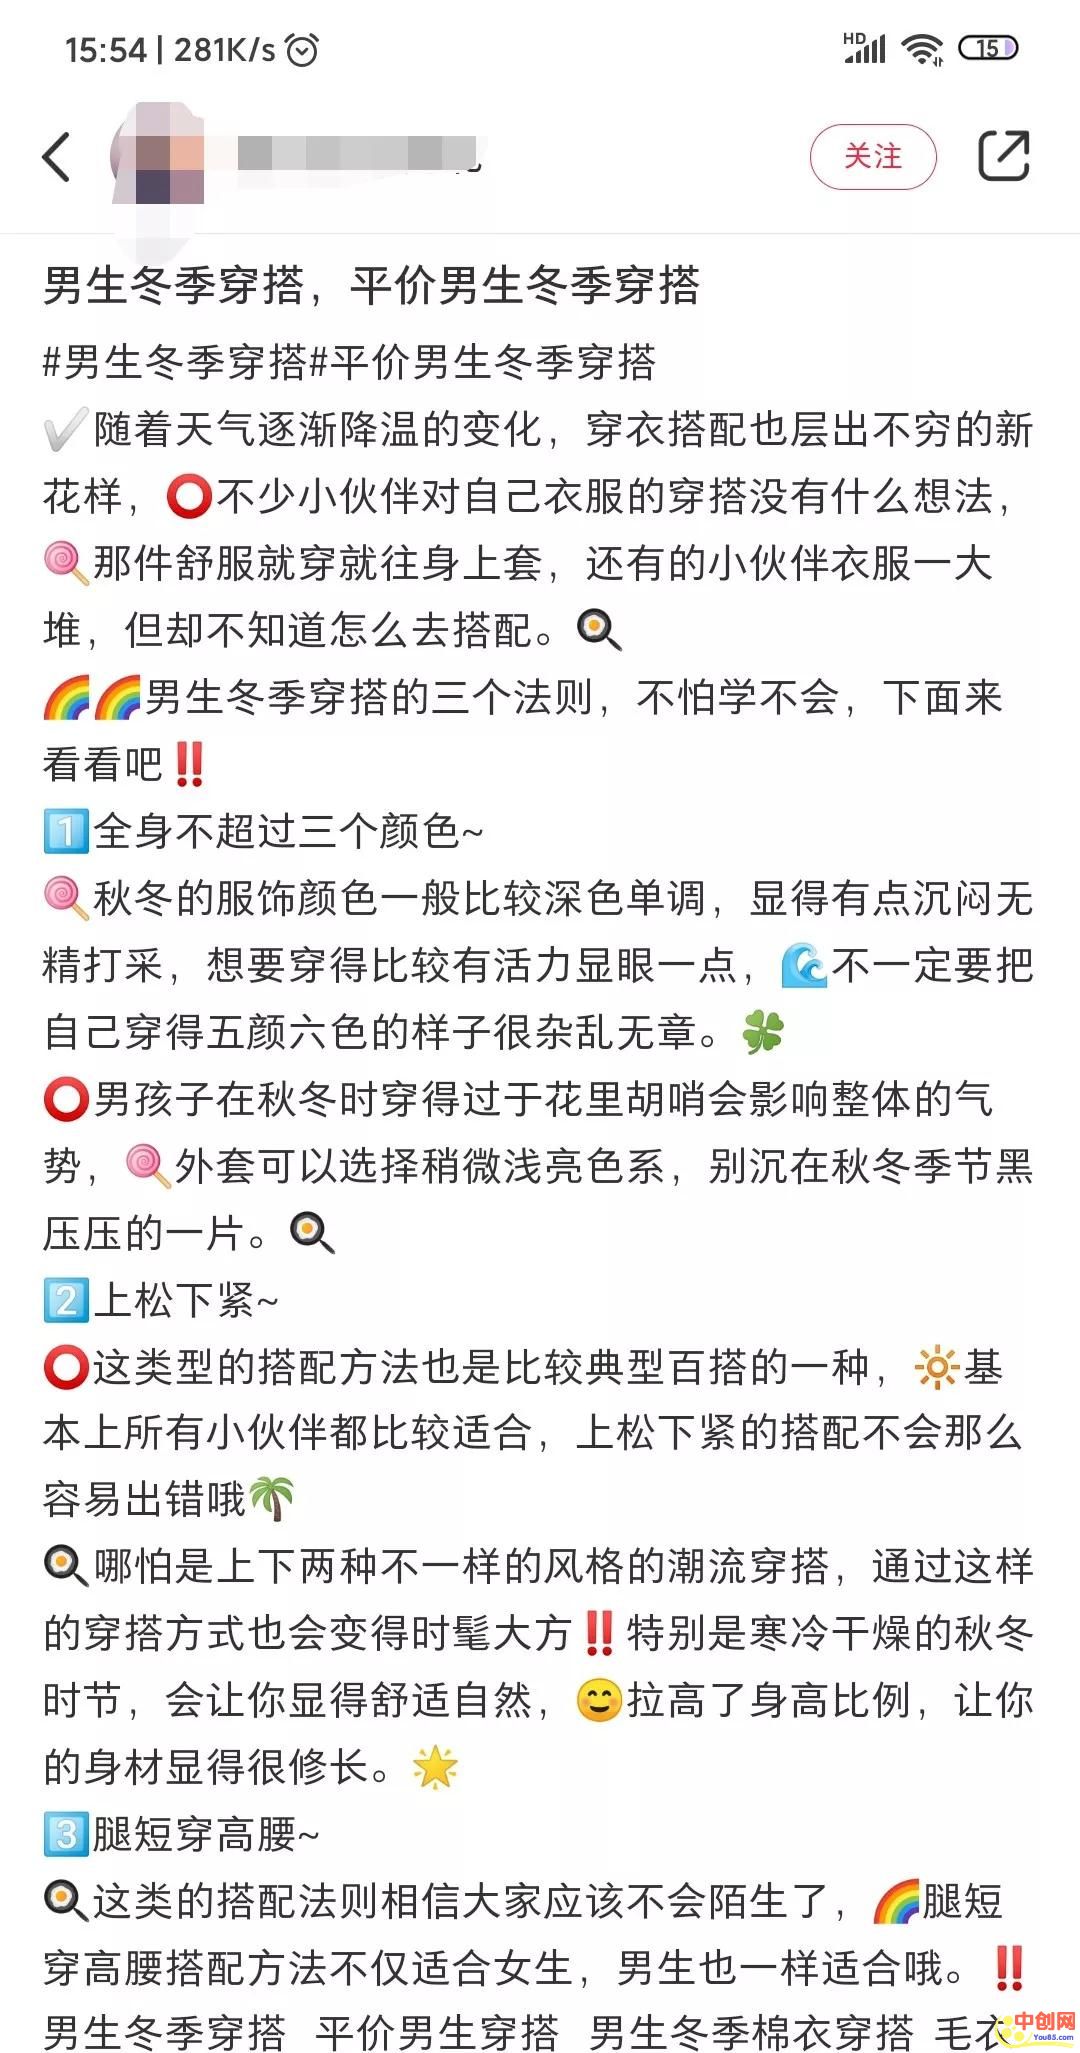 15:54 | 281K/s
HD
15
关注
男生冬季穿搭，平价男生冬季穿搭
#男生冬季穿搭#平价男生冬季穿搭
✔️随着天气逐渐降温的变化，穿衣搭配也层出不穷的新
花样，⭕不少小伙伴对自己衣服的穿搭没有什么想法，
🍭那件舒服就穿就往身上套，还有的小伙伴衣服一大
堆，但却不知道怎么去搭配。🍳
🌈🌈男生冬季穿搭的三个法则，不怕学不会，下面来
看看吧‼️
1️⃣全身不超过三个颜色~
🍭秋冬的服饰颜色一般比较深色单调，显得有点沉闷无
精打采，想要穿得比较有活力显眼一点，🌊不一定要把
自己穿得五颜六色的样子很杂乱无章。🍀
⭕男孩子在秋冬时穿得过于花里胡哨会影响整体的气
势，🍭外套可以选择稍微浅亮色系，别沉在秋冬季节黑
压压的一片。🍳
2️⃣上松下紧~
⭕这类型的搭配方法也是比较典型百搭的一种，🔆基
本上所有小伙伴都比较适合，上松下紧的搭配不会那么
容易出错哦🌴
🍳哪怕是上下两种不一样的风格的潮流穿搭，通过这样
的穿搭方式也会变得时髦大方‼️特别是寒冷干燥的秋冬
时节，会让你显得舒适自然，😊拉高了身高比例，让你
的身材显得很修长。🌟
3️⃣腿短穿高腰~
🍳这类的搭配法则相信大家应该不会陌生了，🌈腿短
穿高腰搭配方法不仅适合女生，男生也一样适合哦。‼️
男生冬季穿搭 平价男生穿搭 男生冬季棉衣穿搭 毛衣
中创网
You85.com